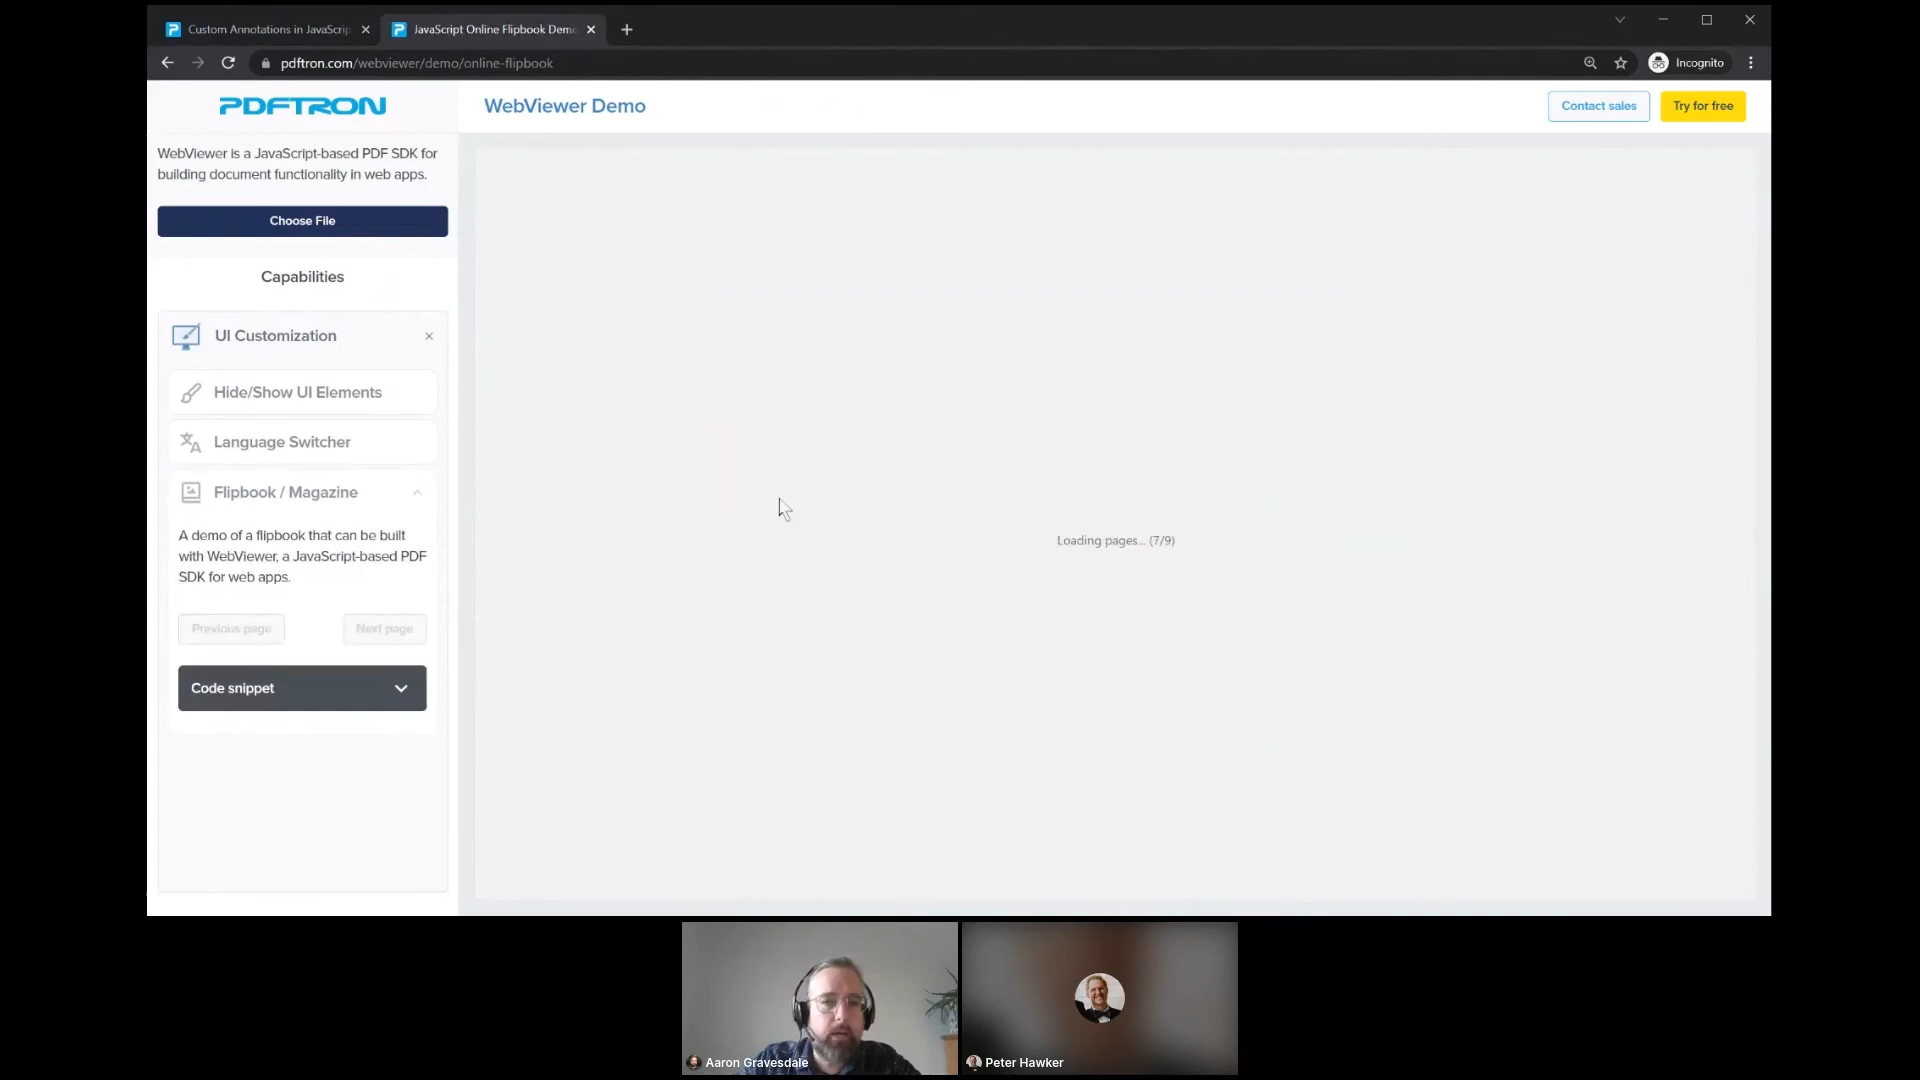 Custom Annotations in JavaScrip
JavaScript Online Flipbook Demo
pdftron.com/webviewer/demo/online-flipbook
Incognito
PDFTRON
WebViewer Demo
Contact sales
Try for free
WebViewer is a JavaScript-based PDF SDK for
building document functionality in web apps.
Choose File
Capabilities
UI Customization
Hide/Show UI Elements
Language Switcher
Flipbook / Magazine
A demo of a flipbook that can be built
with WebViewer, a JavaScript-based PDF
SDK for web apps.
Previous page
Next page
Code snippet
Loading pages... (7/9)
Aaron Gravesdale
Peter Hawker